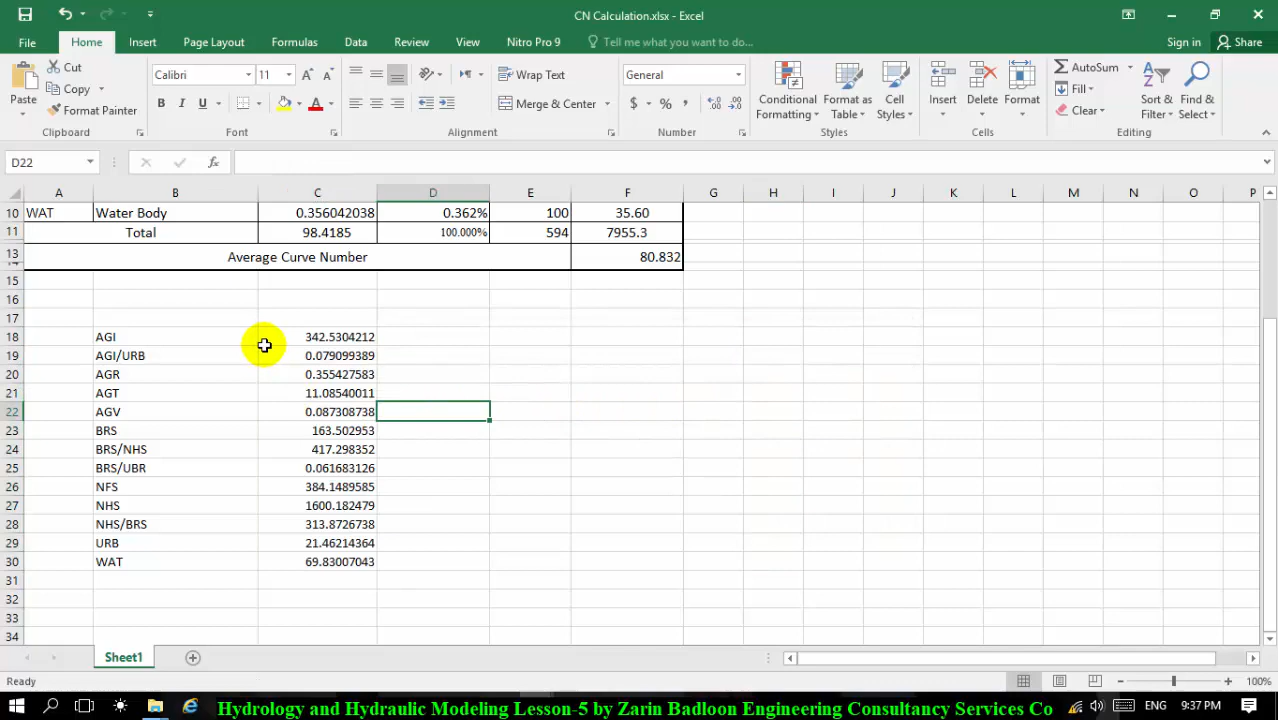 CN Calculation.xlsx - Excel
File Home Insert Page Layout Formulas Data Review View Nitro Pro 9 Tell me what you want to do... Sign in Share
Paste
Cut
Copy
Format Painter
Clipboard
Calibri 11
B I U
Font
Wrap Text
Merge & Center
Alignment
General
$ % ,
Number
Conditional Formatting
Format as Table
Cell Styles
Styles
Insert Delete Format
Cells
AutoSum
Fill
Clear
Sort & Filter
Find & Select
Editing
D22 fx
A B C D E F G H I J K L M N O P
10 WAT Water Body 0.356042038 0.362% 100 35.60
11 Total 98.4185 100.000% 594 7955.3
13 Average Curve Number 80.832
14
15
16
17
18 AGI 342.5304212
19 AGI/URB 0.079099389
20 AGR 0.355427583
21 AGT 11.08540011
22 AGV 0.087308738
23 BRS 163.502953
24 BRS/NHS 417.298352
25 BRS/UBR 0.061683126
26 NFS 384.1489585
27 NHS 1600.182479
28 NHS/BRS 313.8726738
29 URB 21.46214364
30 WAT 69.83007043
31
32
33
34
Sheet1
Ready 100%
Hydrology and Hydraulic Modeling Lesson-5 by Zarin Badloon Engineering Consultancy Services Co
ENG 9:37 PM